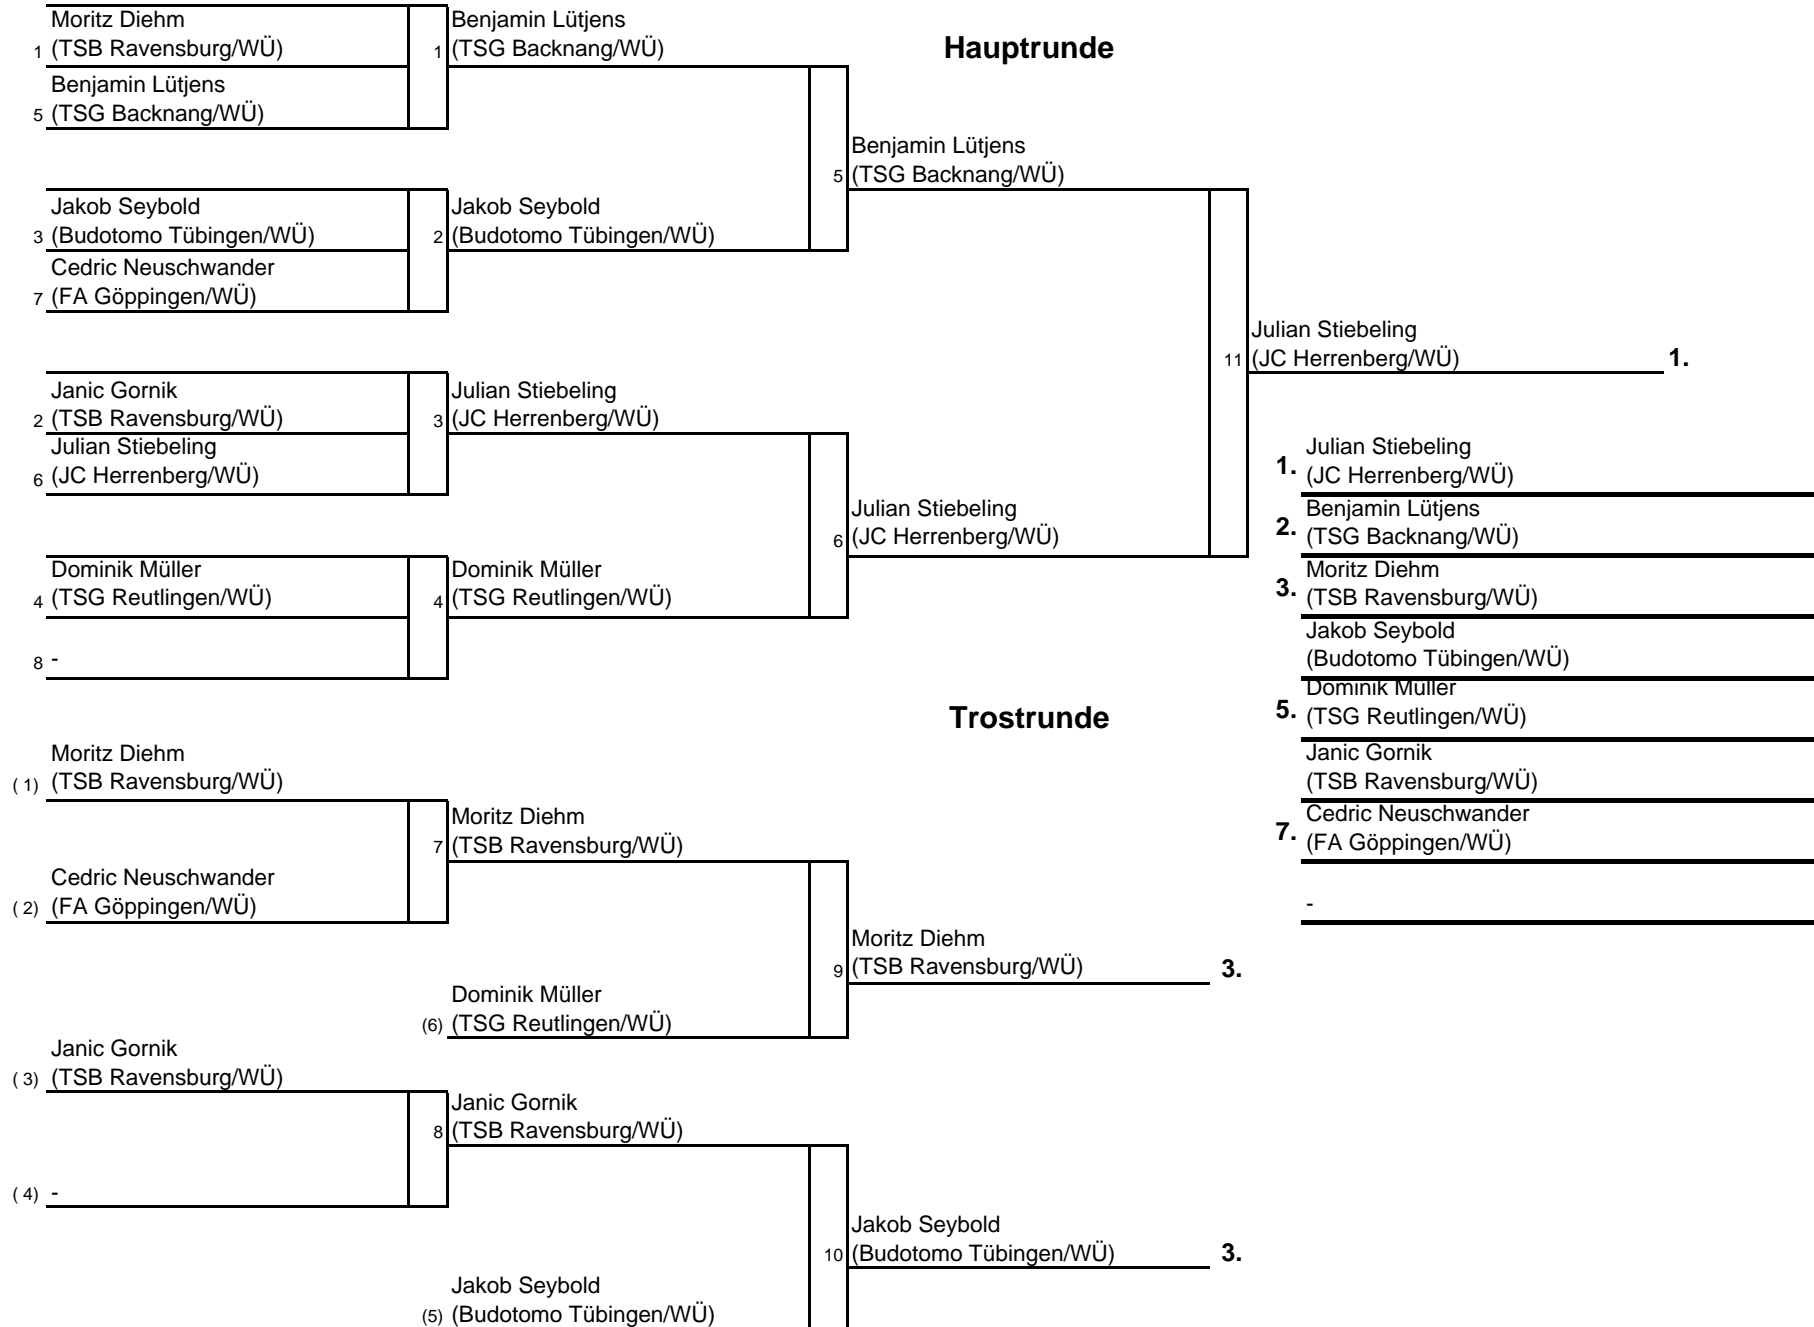 Hauptrunde
Moritz Diehm
1 (TSB Ravensburg/WÜ)
Benjamin Lütjens
5 (TSG Backnang/WÜ)
Jakob Seybold
3 (Budotomo Tübingen/WÜ)
Cedric Neuschwander
7 (FA Göppingen/WÜ)
Janic Gornik
2 (TSB Ravensburg/WÜ)
Julian Stiebeling
6 (JC Herrenberg/WÜ)
Dominik Müller
4 (TSG Reutlingen/WÜ)
8 -
Benjamin Lütjens
1 (TSG Backnang/WÜ)
Jakob Seybold
2 (Budotomo Tübingen/WÜ)
Julian Stiebeling
3 (JC Herrenberg/WÜ)
Dominik Müller
4 (TSG Reutlingen/WÜ)
Benjamin Lütjens
5 (TSG Backnang/WÜ)
Julian Stiebeling
6 (JC Herrenberg/WÜ)
Julian Stiebeling
11 (JC Herrenberg/WÜ) 1.
Julian Stiebeling
1. (JC Herrenberg/WÜ)
Benjamin Lütjens
2. (TSG Backnang/WÜ)
Moritz Diehm
3. (TSB Ravensburg/WÜ)
Jakob Seybold
(Budotomo Tübingen/WÜ)
Dominik Müller
5. (TSG Reutlingen/WÜ)
Janic Gornik
(TSB Ravensburg/WÜ)
Cedric Neuschwander
7. (FA Göppingen/WÜ)
-
Trostrunde
Moritz Diehm
( 1) (TSB Ravensburg/WÜ)
Cedric Neuschwander
( 2) (FA Göppingen/WÜ)
Janic Gornik
( 3) (TSB Ravensburg/WÜ)
( 4) -
Moritz Diehm
7 (TSB Ravensburg/WÜ)
Dominik Müller
(6) (TSG Reutlingen/WÜ)
Janic Gornik
8 (TSB Ravensburg/WÜ)
Jakob Seybold
(5) (Budotomo Tübingen/WÜ)
Moritz Diehm
9 (TSB Ravensburg/WÜ) 3.
Jakob Seybold
10 (Budotomo Tübingen/WÜ) 3.